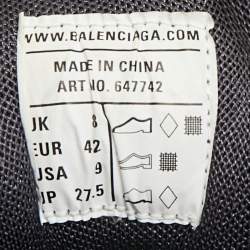 WWW.BALENCIAGA.COM
MADE IN CHINA
ART NO. 647742
UK 8
EUR 42
USA 9
JP 27.5